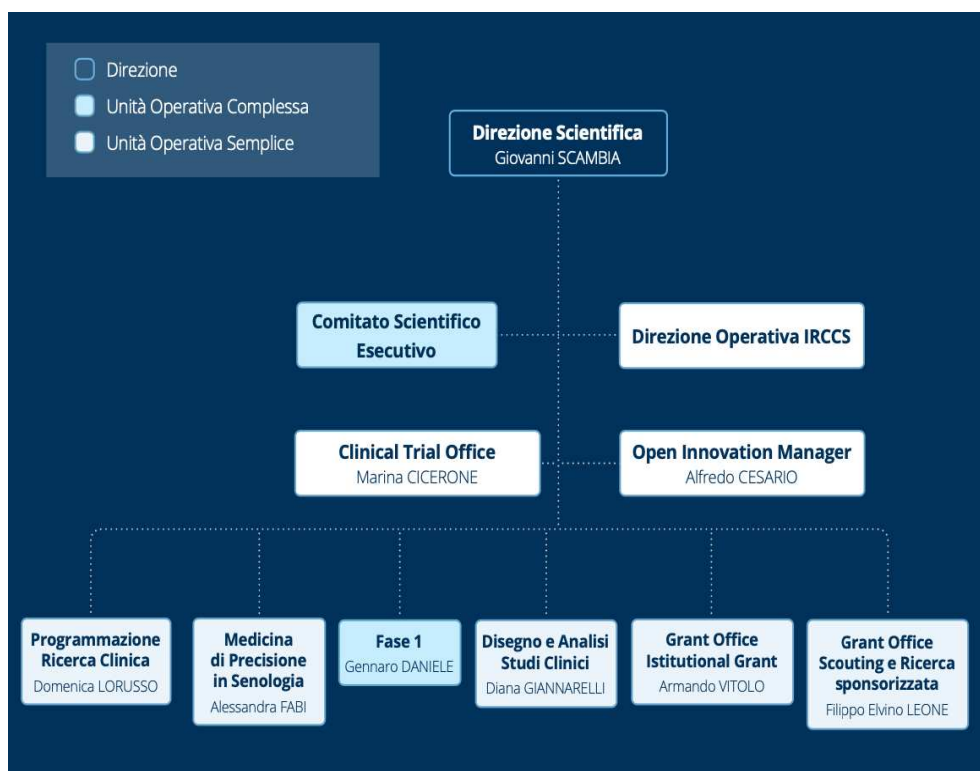 Direzione
Unità Operativa Complessa
Unità Operativa Semplice
Direzione Scientifica
Giovanni SCAMBIA
Comitato Scientifico
Esecutivo
Direzione Operativa IRCCS
Clinical Trial Office
Marina CICERONE
Open Innovation Manager
Alfredo CESARIO
Programmazione
Ricerca Clinica
Domenica LORUSSO
Medicina
di Precisione
in Senologia
Alessandra FABI
Fase 1
Gennaro DANIELE
Disegno e Analisi
Studi Clinici
Diana GIANNARELLI
Grant Office
Istitutional Grant
Armando VITOLO
Grant Office
Scouting e Ricerca
sponsorizzata
Filippo Elvino LEONE